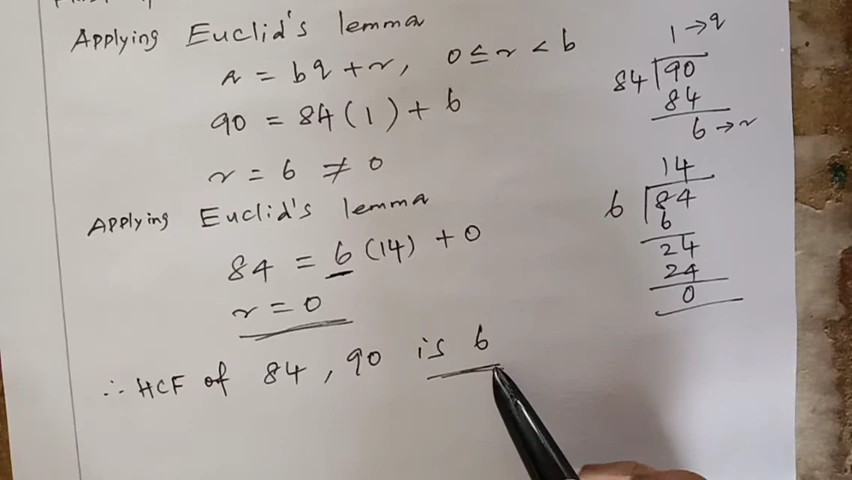 Applying Euclid's lemma
a = bq + r, 0 ≤ r < b
90 = 84 (1) + 6
r = 6 ≠ 0
Applying Euclid's lemma
84 = 6 (14) + 0
r = 0
∴ HCF of 84, 90 is 6
1 → q
84 90
84
6 → r
14
6 84
6
24
24
0